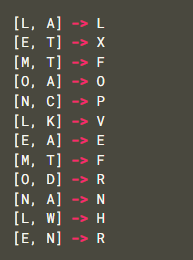 [L, A] -> L
[E, T] -> X
[M, T] -> F
[O, A] -> O
[N, C] -> P
[L, K] -> V
[E, A] -> E
[M, T] -> F
[O, D] -> R
[N, A] -> N
[L, W] -> H
[E, N] -> R